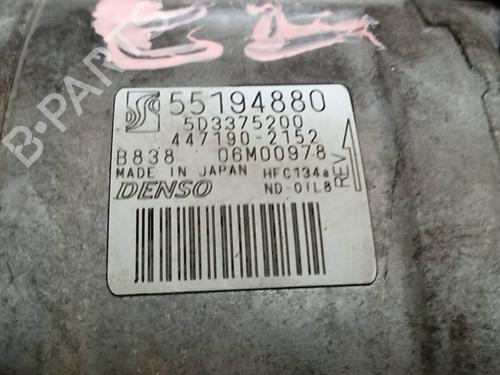 B-PARTS
55194880
5D3375200
447190-2152
B838 06M00978
MADE IN JAPAN HFC134a
DENSO ND-OIL8
REV